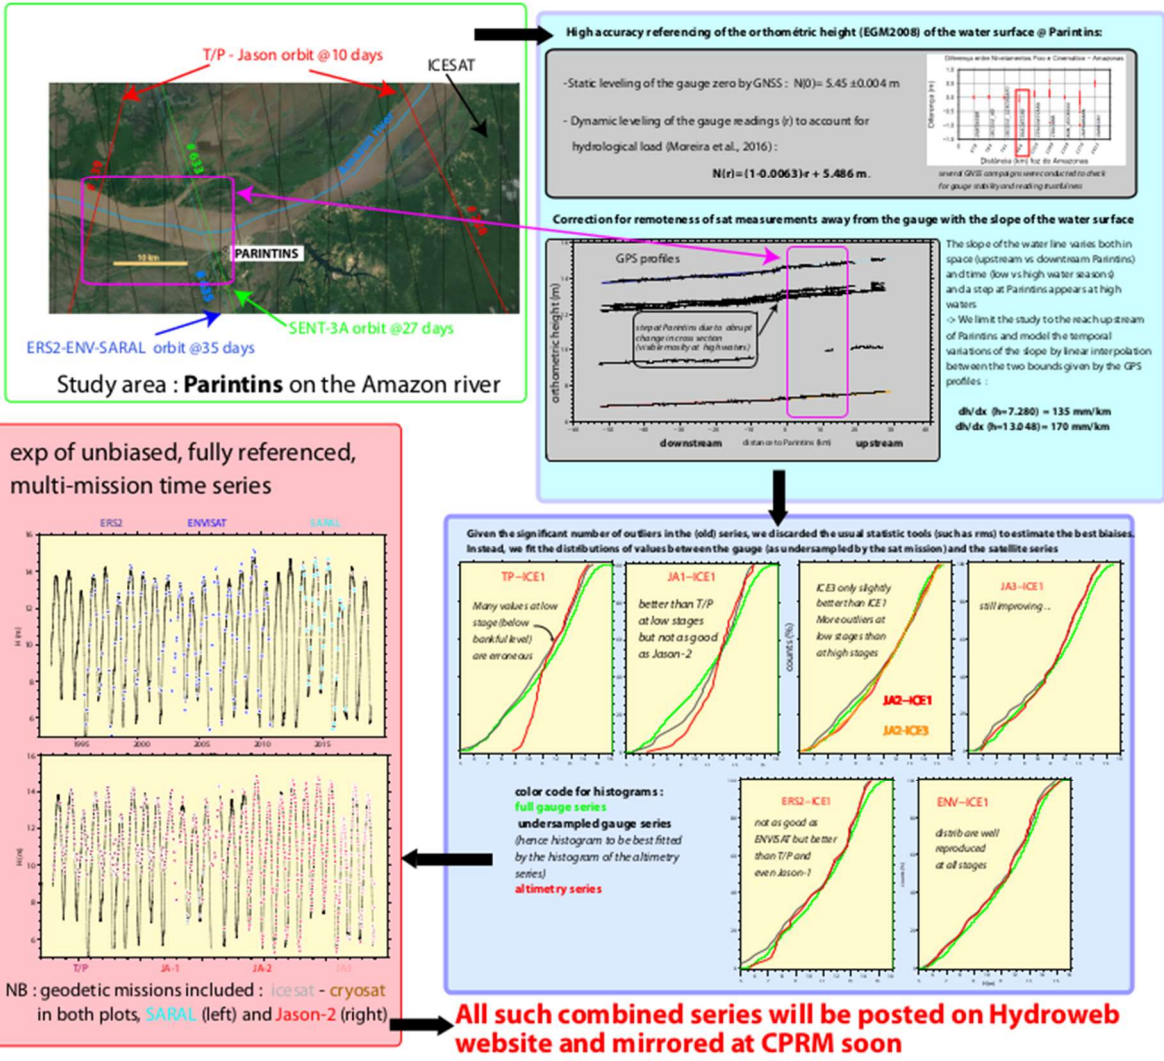 T/P - Jason orbit @10 days
ICESAT
# 631
Amazon river
10 km
PARINTINS
SENT-3A orbit @27 days
ERS2-ENV-SARAL orbit @35 days
Study area : Parintins on the Amazon river
High accuracy referencing of the orthométric height (EGM2008) of the water surface @ Parintins:
-Static leveling of the gauge zero by GNSS : N(0)= 5.45 ±0.004 m
- Dynamic leveling of the gauge readings (r) to account for
hydrological load (Moreira et al., 2016) :
N(r)=(1-0.0063)·r + 5.486 m.
Diferença entre Nivelamentos Fixo e Cinemático - Amazonas
Diferença (m)
Distância (km) foz do Amazonas
several GNSS campaigns were conducted to check
for gauge stability and reading trustfulness
Correction for remoteness of sat measurements away from the gauge with the slope of the water surface
GPS profiles
orthometric height (m)
step at Parintins due to abrupt
change in cross section
(visible mostly at high waters)
downstream
distance to Parintins (km)
upstream
The slope of the water line varies both in
space (upstream vs downstream Parintins)
and time (low vs high water seasons)
and a step at Parintins appears at high
waters
-> We limit the study to the reach upstream
of Parintins and model the temporal
variations of the slope by linear interpolation
between the two bounds given by the GPS
profiles :
dh/dx (h=7.280) = 135 mm/km
dh/dx (h=13.048) = 170 mm/km
exp of unbiased, fully referenced,
multi-mission time series
ERS2 ENVISAT SARAL
H (m)
1995 2000 2005 2010 2015
H (m)
T/P JA-1 JA-2 JA3
NB : geodetic missions included : icesat - cryosat
in both plots, SARAL (left) and Jason-2 (right)
Given the significant number of outliers in the (old) series, we discarded the usual statistic tools (such as rms) to estimate the best biaises.
Instead, we fit the distributions of values between the gauge (as undersampled by the sat mission) and the satellite series
TP-ICE1
Many values at low
stage (below
bankful level)
are erroneous
JA1-ICE1
better than T/P
at low stages
but not as good
as Jason-2
counts (%)
ICE3 only slightly
better than ICE1
More outliers at
low stages than
at high stages
JA2-ICE1
JA2-ICE3
JA3-ICE1
still improving ...
color code for histograms :
full gauge series
undersampled gauge series
(hence histogram to be best fitted
by the histogram of the altimetry
series)
altimetry series
ERS2-ICE1
not as good as
ENVISAT but better
than T/P and
even Jason-1
counts (%)
ENV-ICE1
distrib are well
reproduced
at all stages
H(m)
All such combined series will be posted on Hydroweb
website and mirrored at CPRM soon